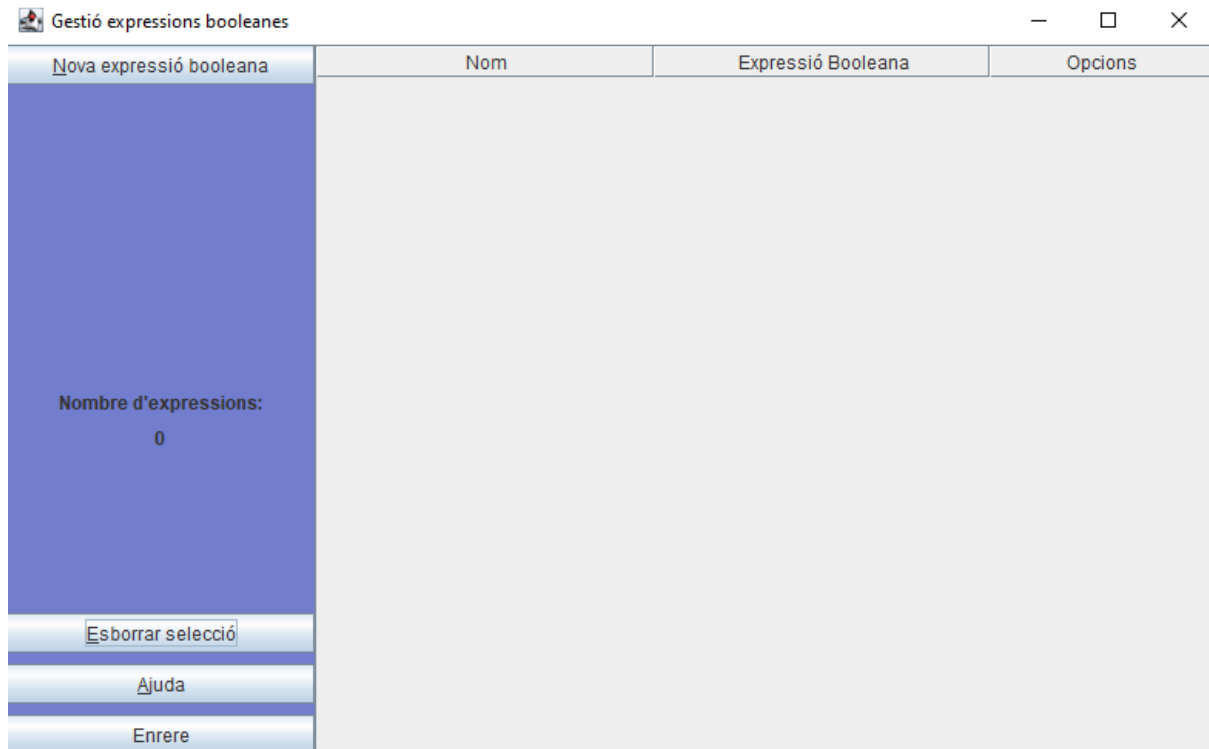 Gestió expressions booleanes
Nova expressió booleana
Nom Expressió Booleana Opcions
Nombre d'expressions:
0
Esborrar selecció
Ajuda
Enrere